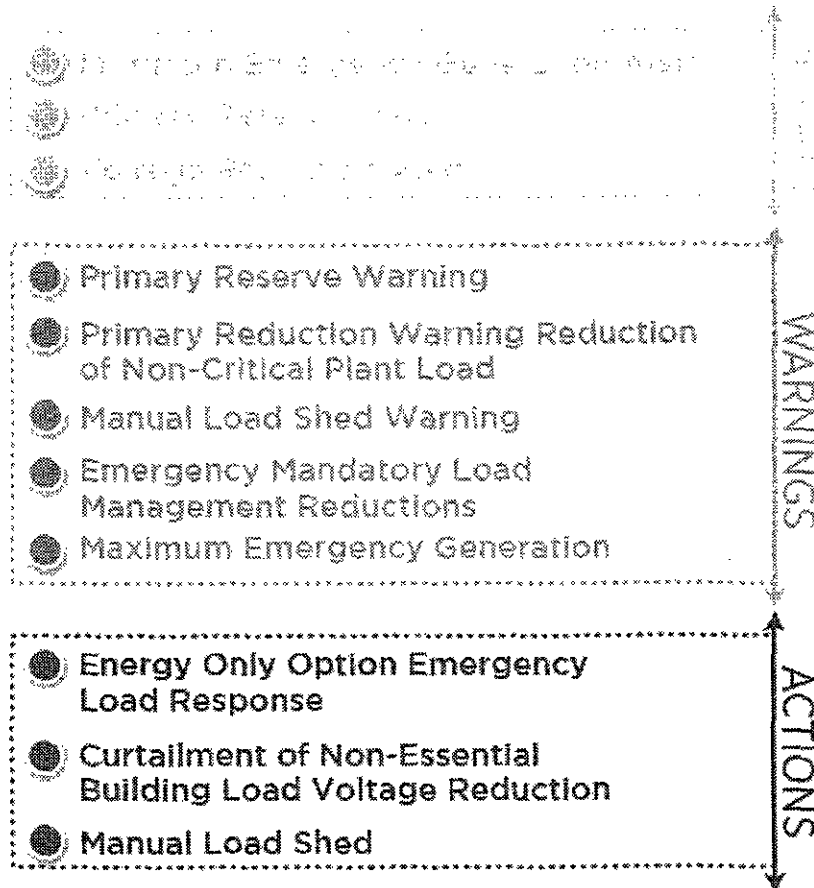 Primary Reserve Warning
Primary Reduction Warning Reduction
of Non-Critical Plant Load
Manual Load Shed Warning
Emergency Mandatory Load
Management Reductions
Maximum Emergency Generation
WARNINGS
Energy Only Option Emergency
Load Response
Curtailment of Non-Essential
Building Load Voltage Reduction
Manual Load Shed
ACTIONS